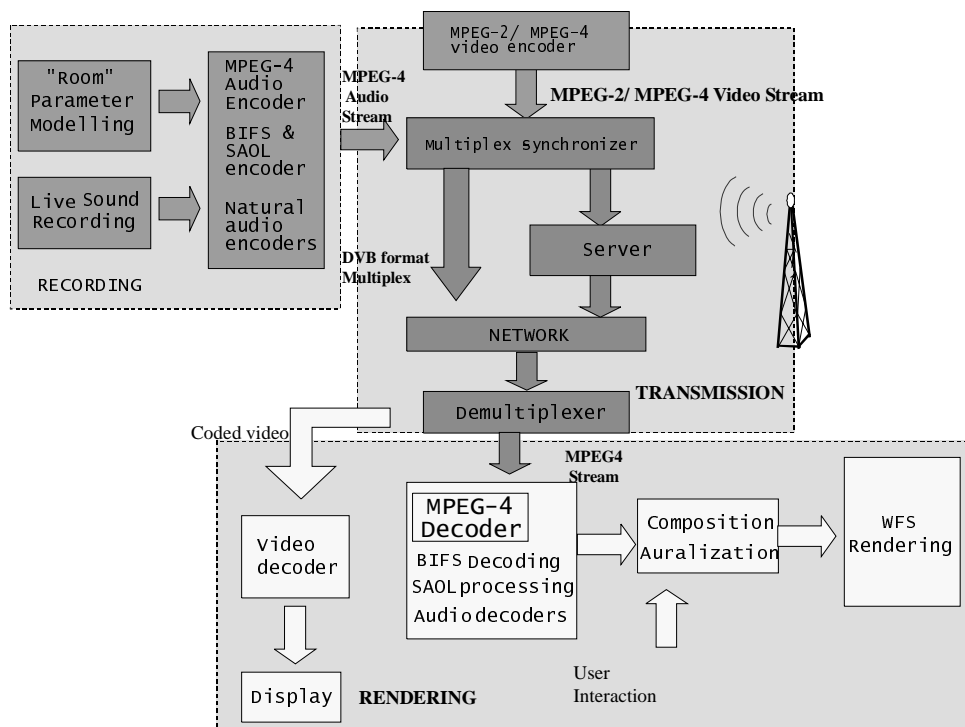 MPEG-2/ MPEG-4
video encoder
"Room"
Parameter
Modelling
MPEG-4
Audio
Encoder
BIFS &
SAOL
encoder
Natural
audio
encoders
Live Sound
Recording
RECORDING
MPEG-4
Audio
Stream
MPEG-2/ MPEG-4 Video Stream
Multiplex Synchronizer
DVB format
Multiplex
Server
NETWORK
TRANSMISSION
Demultiplexer
Coded video
MPEG4
Stream
Video
decoder
Display
MPEG-4
Decoder
BIFS Decoding
SAOL processing
Audio decoders
Composition
Auralization
WFS
Rendering
User
Interaction
RENDERING